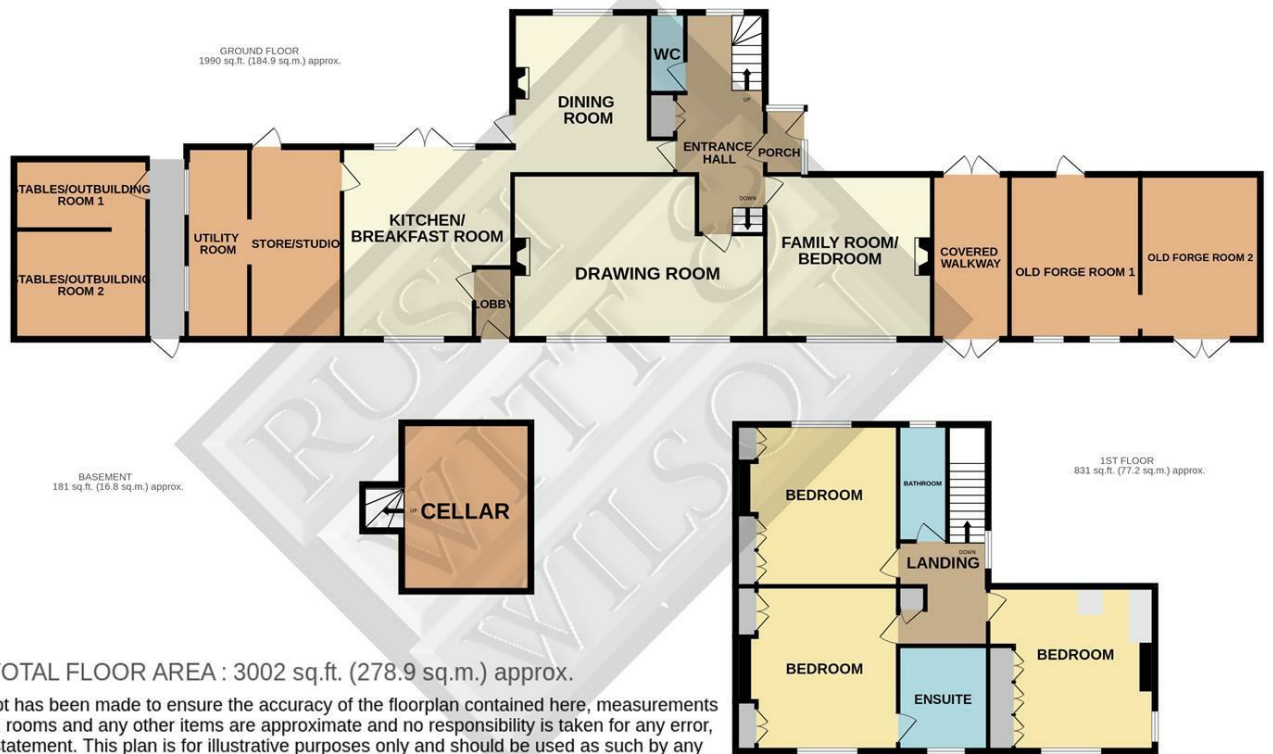 GROUND FLOOR
1990 sq.ft. (184.9 sq.m.) approx.
WC
DINING
ROOM
UP
ENTRANCE
HALL
PORCH
DOWN
STABLES/OUTBUILDING
ROOM 1
STABLES/OUTBUILDING
ROOM 2
UTILITY
ROOM
STORE/STUDIO
KITCHEN/
BREAKFAST ROOM
LOBBY
DRAWING ROOM
FAMILY ROOM/
BEDROOM
COVERED
WALKWAY
OLD FORGE ROOM 1
OLD FORGE ROOM 2
RUSH
WITT &
WILSON
BASEMENT
181 sq.ft. (16.8 sq.m.) approx.
UP
CELLAR
1ST FLOOR
831 sq.ft. (77.2 sq.m.) approx.
BEDROOM
BATHROOM
DOWN
LANDING
BEDROOM
ENSUITE
BEDROOM
TOTAL FLOOR AREA : 3002 sq.ft. (278.9 sq.m.) approx.
pt has been made to ensure the accuracy of the floorplan contained here, measurements
rooms and any other items are approximate and no responsibility is taken for any error,
statement. This plan is for illustrative purposes only and should be used as such by any